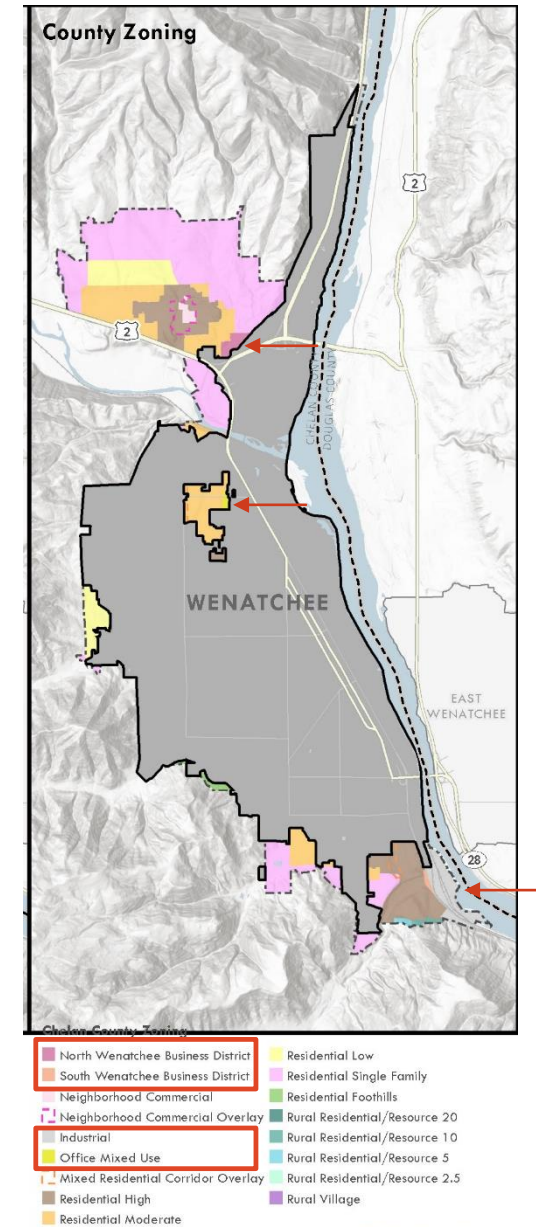 County Zoning
2
2
CHELAN COUNTY
DOUGLAS COUNTY
WENATCHEE
EAST
WENATCHEE
28
Chelan County Zoning
North Wenatchee Business District
South Wenatchee Business District
Neighborhood Commercial
Neighborhood Commercial Overlay
Industrial
Office Mixed Use
Mixed Residential Corridor Overlay
Residential High
Residential Moderate
Residential Low
Residential Single Family
Residential Foothills
Rural Residential/Resource 20
Rural Residential/Resource 10
Rural Residential/Resource 5
Rural Residential/Resource 2.5
Rural Village